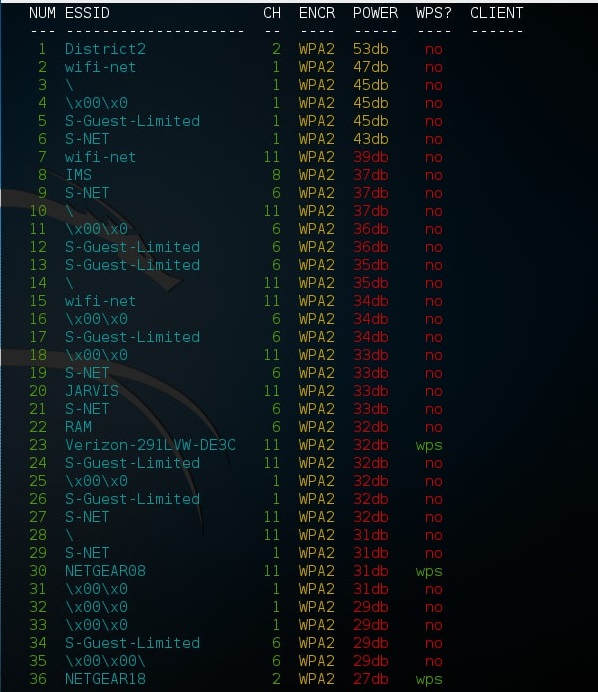 NUM ESSID CH ENCR POWER WPS? CLIENT
--- -------------------- -- ---- ----- ---- ------
1 District2 2 WPA2 53db no
2 wifi-net 1 WPA2 47db no
3 \ 1 WPA2 45db no
4 \x00\x0 1 WPA2 45db no
5 S-Guest-Limited 1 WPA2 45db no
6 S-NET 1 WPA2 43db no
7 wifi-net 11 WPA2 39db no
8 IMS 8 WPA2 37db no
9 S-NET 6 WPA2 37db no
10 \ 11 WPA2 37db no
11 \x00\x0 6 WPA2 36db no
12 S-Guest-Limited 6 WPA2 36db no
13 S-Guest-Limited 6 WPA2 35db no
14 \ 11 WPA2 35db no
15 wifi-net 11 WPA2 34db no
16 \x00\x0 6 WPA2 34db no
17 S-Guest-Limited 6 WPA2 34db no
18 \x00\x0 11 WPA2 33db no
19 S-NET 6 WPA2 33db no
20 JARVIS 11 WPA2 33db no
21 S-NET 6 WPA2 33db no
22 RAM 6 WPA2 32db no
23 Verizon-291LVW-DE3C 11 WPA2 32db wps
24 S-Guest-Limited 11 WPA2 32db no
25 \x00\x0 1 WPA2 32db no
26 S-Guest-Limited 1 WPA2 32db no
27 S-NET 11 WPA2 32db no
28 \ 11 WPA2 31db no
29 S-NET 1 WPA2 31db no
30 NETGEAR08 11 WPA2 31db wps
31 \x00\x0 1 WPA2 31db no
32 \x00\x0 1 WPA2 29db no
33 \x00\x0 1 WPA2 29db no
34 S-Guest-Limited 6 WPA2 29db no
35 \x00\x00\ 6 WPA2 29db no
36 NETGEAR18 2 WPA2 27db wps